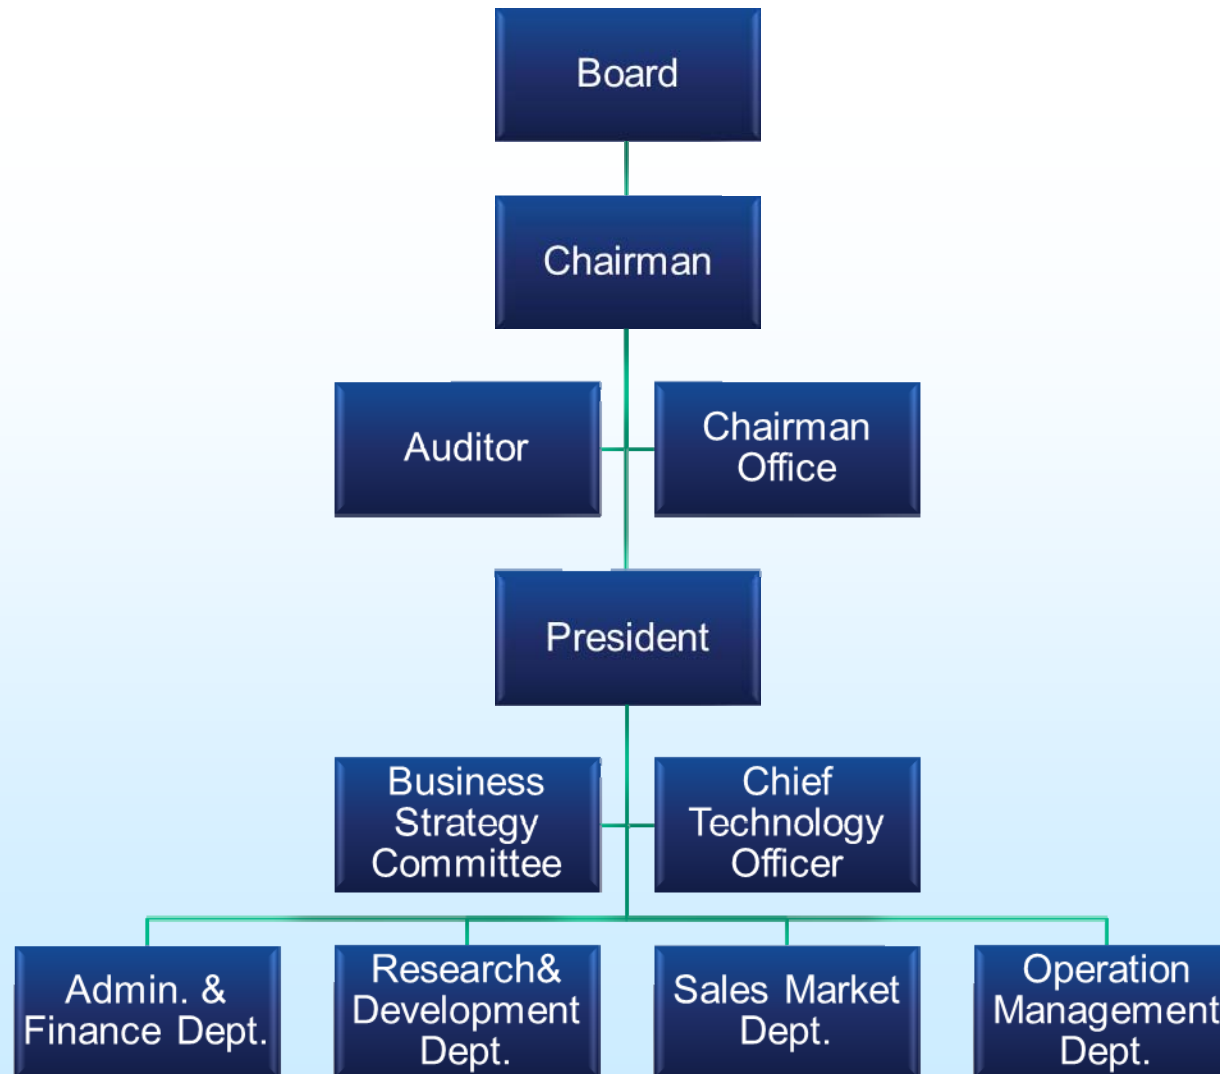 Board
Chairman
Auditor
Chairman
Office
President
Business
Strategy
Committee
Chief
Technology
Officer
Admin. &
Finance Dept.
Research&
Development
Dept.
Sales Market
Dept.
Operation
Management
Dept.